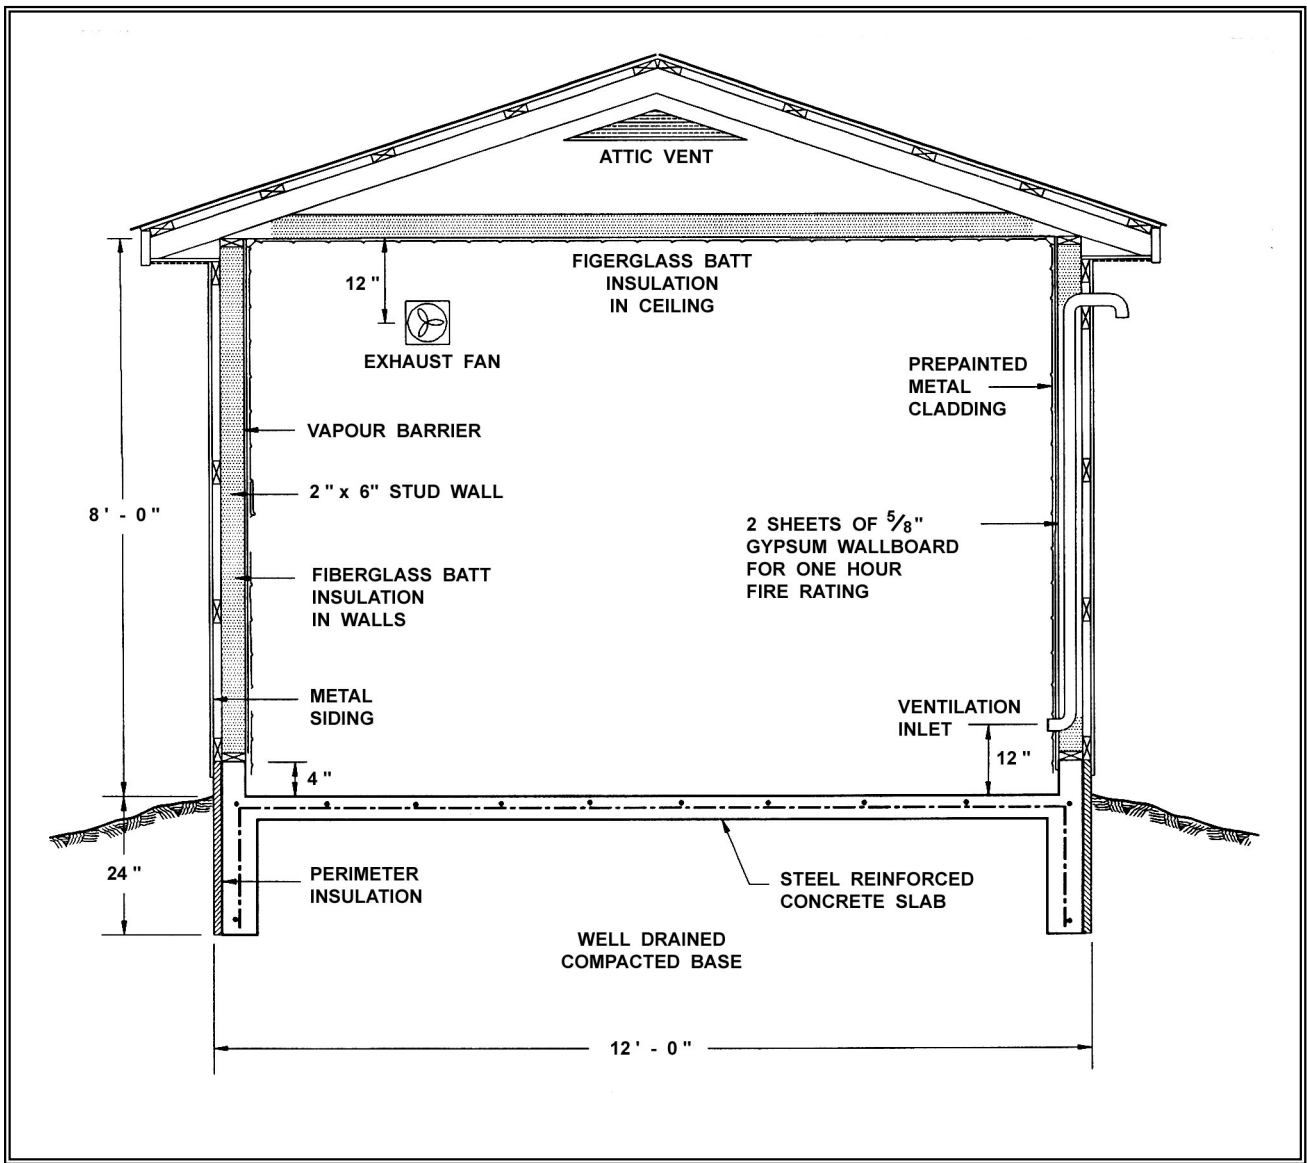 ATTIC VENT
12"
FIGERGLASS BATT
INSULATION
IN CEILING
EXHAUST FAN
PREPAINTED
METAL
CLADDING
VAPOUR BARRIER
2" x 6" STUD WALL
8' - 0"
2 SHEETS OF 5/8"
GYPSUM WALLBOARD
FOR ONE HOUR
FIRE RATING
FIBERGLASS BATT
INSULATION
IN WALLS
METAL
SIDING
VENTILATION
INLET
12"
4"
24"
PERIMETER
INSULATION
STEEL REINFORCED
CONCRETE SLAB
WELL DRAINED
COMPACTED BASE
12' - 0"